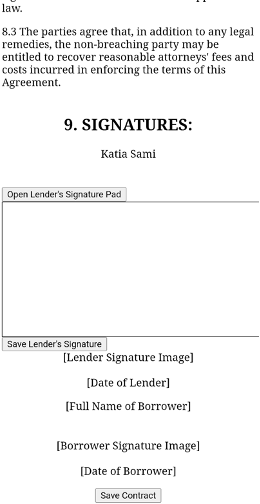 law.
8.3 The parties agree that, in addition to any legal
remedies, the non-breaching party may be
entitled to recover reasonable attorneys' fees and
costs incurred in enforcing the terms of this
Agreement.
9. SIGNATURES:
Katia Sami
Open Lender's Signature Pad
Save Lender's Signature
[Lender Signature Image]
[Date of Lender]
[Full Name of Borrower]
[Borrower Signature Image]
[Date of Borrower]
Save Contract